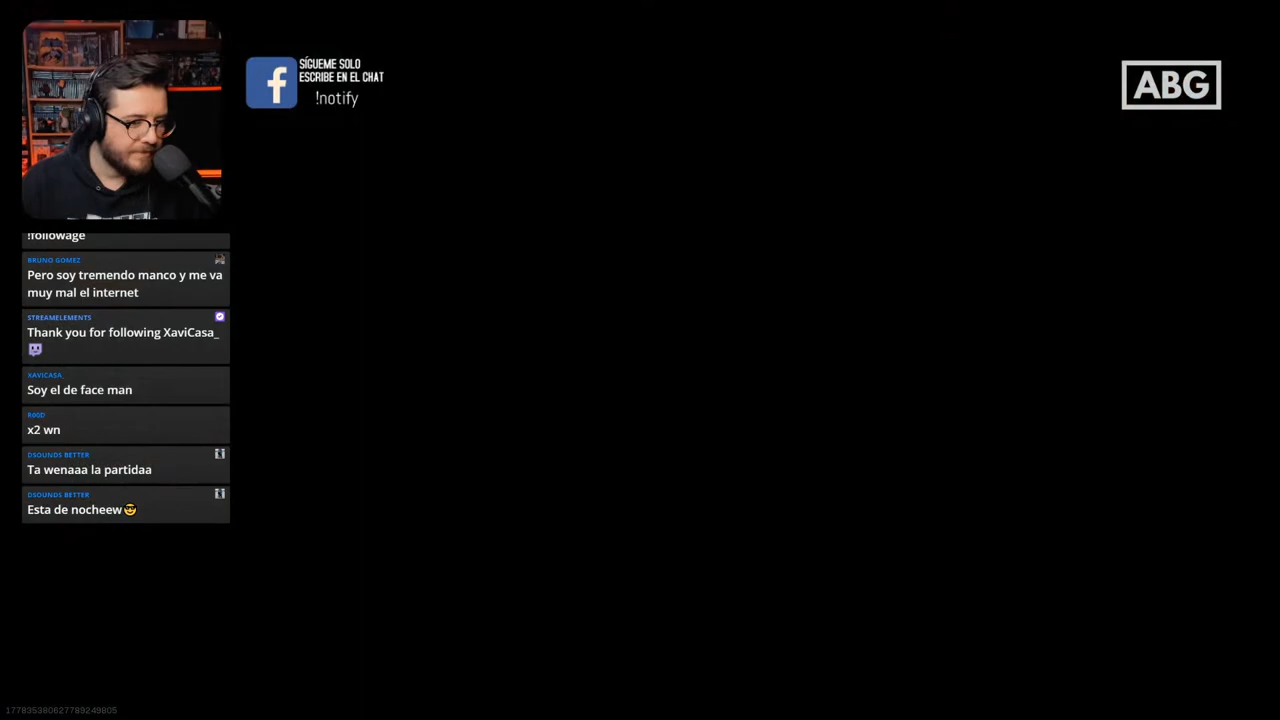 SÍGUEME SOLO
ESCRIBE EN EL CHAT
!notify
ABG
!followage
BRUNO GOMEZ
Pero soy tremendo manco y me va
muy mal el internet
STREAMELEMENTS
Thank you for following XaviCasa_
XAVICASA_
Soy el de face man
R0OD
x2 wn
DSOUNDS BETTER
Ta wenaaa la partidaa
DSOUNDS BETTER
Esta de nocheew😎
177835380627789249805